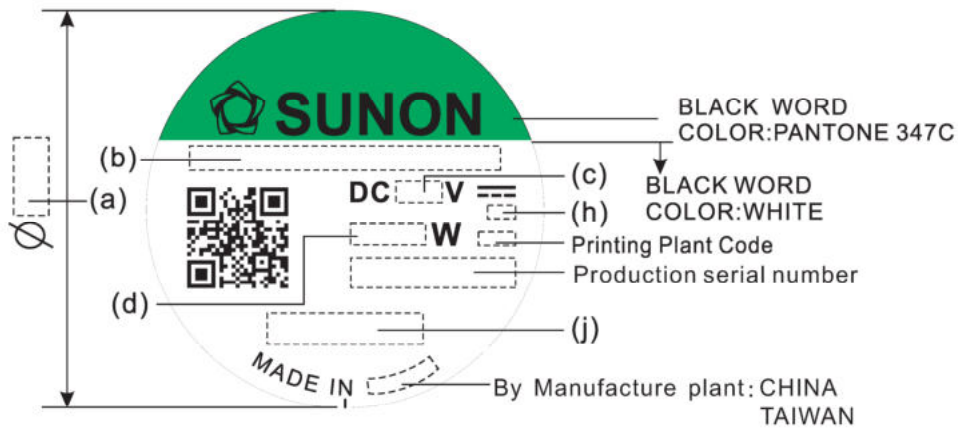 SUNON
BLACK WORD
COLOR:PANTONE 347C
(b)
(a)
Ø
DC V
(c)
BLACK WORD
COLOR:WHITE
(h)
W
Printing Plant Code
Production serial number
(d)
(j)
MADE IN
By Manufacture plant: CHINA
TAIWAN